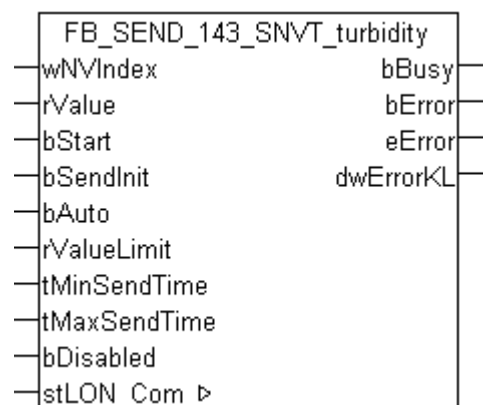 FB_SEND_143_SNVT_turbidity
wNVIndex bBusy
rValue bError
bStart eError
bSendInit dwErrorKL
bAuto
rValueLimit
tMinSendTime
tMaxSendTime
bDisabled
stLON_Com ▷